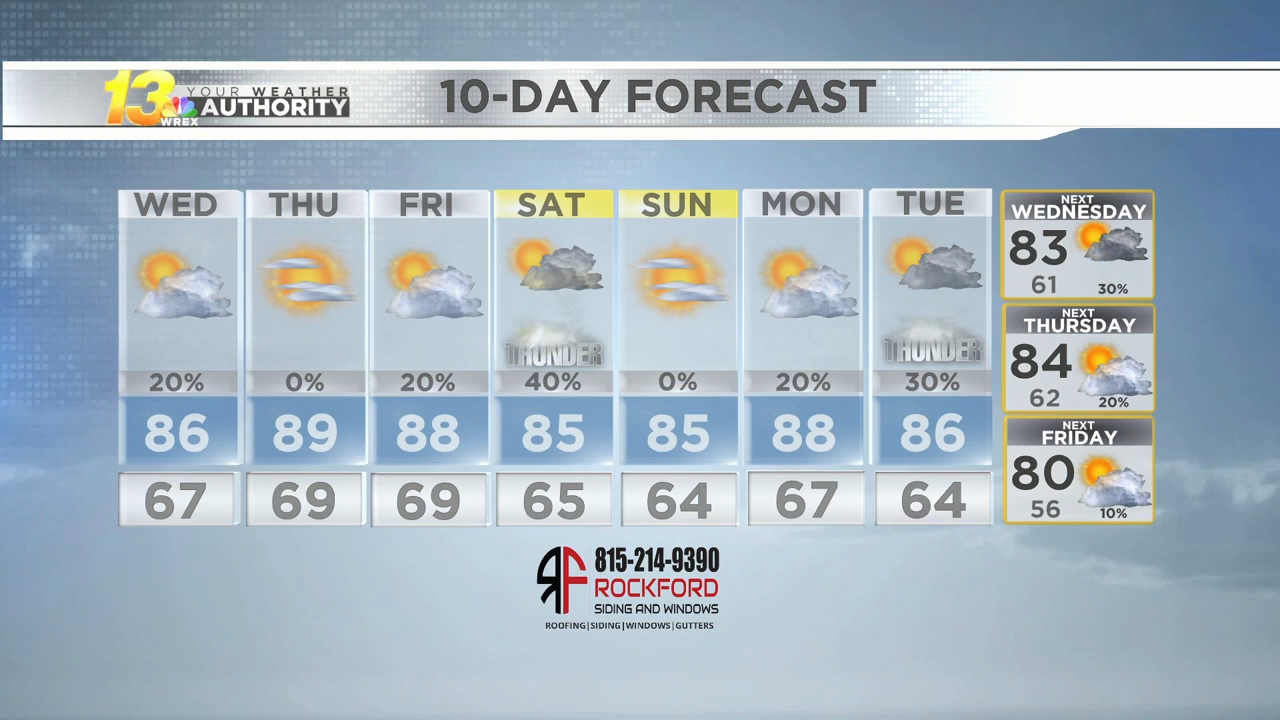 13
WREX
YOUR WEATHER
AUTHORITY
10-DAY FORECAST
WED THU FRI SAT SUN MON TUE
THUNDER THUNDER
20% 0% 20% 40% 0% 20% 30%
86 89 88 85 85 88 86
67 69 69 65 64 67 64
NEXT
WEDNESDAY
83
61 30%
NEXT
THURSDAY
84
62 20%
NEXT
FRIDAY
80
56 10%
RF
815-214-9390
ROCKFORD
SIDING AND WINDOWS
ROOFING|SIDING|WINDOWS|GUTTERS